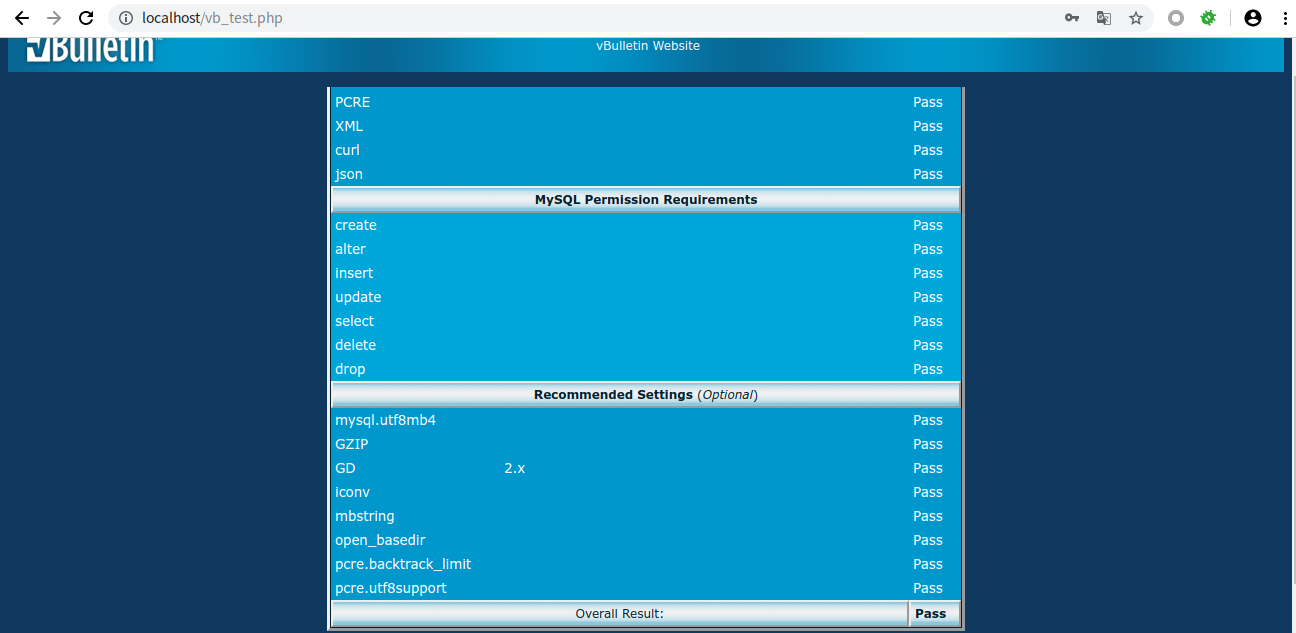 localhost/vb_test.php
vBulletin™
vBulletin Website
PCRE Pass
XML Pass
curl Pass
json Pass
MySQL Permission Requirements
create Pass
alter Pass
insert Pass
update Pass
select Pass
delete Pass
drop Pass
Recommended Settings (Optional)
mysql.utf8mb4 Pass
GZIP Pass
GD 2.x Pass
iconv Pass
mbstring Pass
open_basedir Pass
pcre.backtrack_limit Pass
pcre.utf8support Pass
Overall Result: Pass